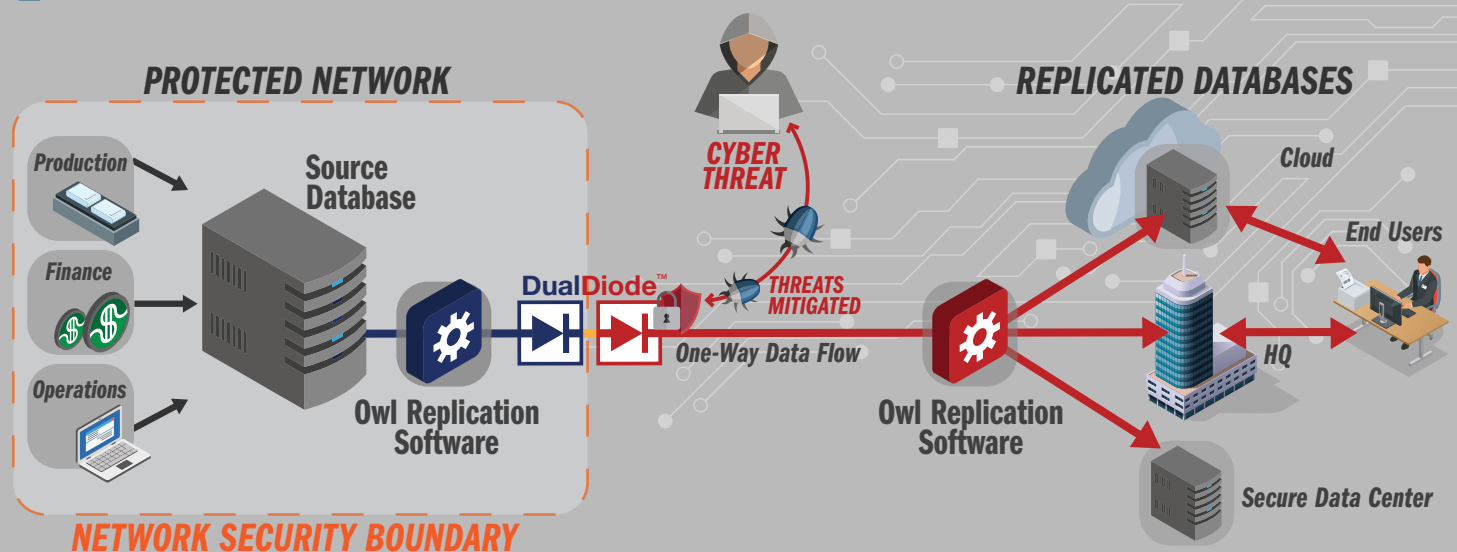 PROTECTED NETWORK
Production
Finance
Operations
Source
Database
Owl Replication
Software
NETWORK SECURITY BOUNDARY
DualDiode™
CYBER
THREAT
THREATS
MITIGATED
One-Way Data Flow
Owl Replication
Software
REPLICATED DATABASES
Cloud
End Users
HQ
Secure Data Center